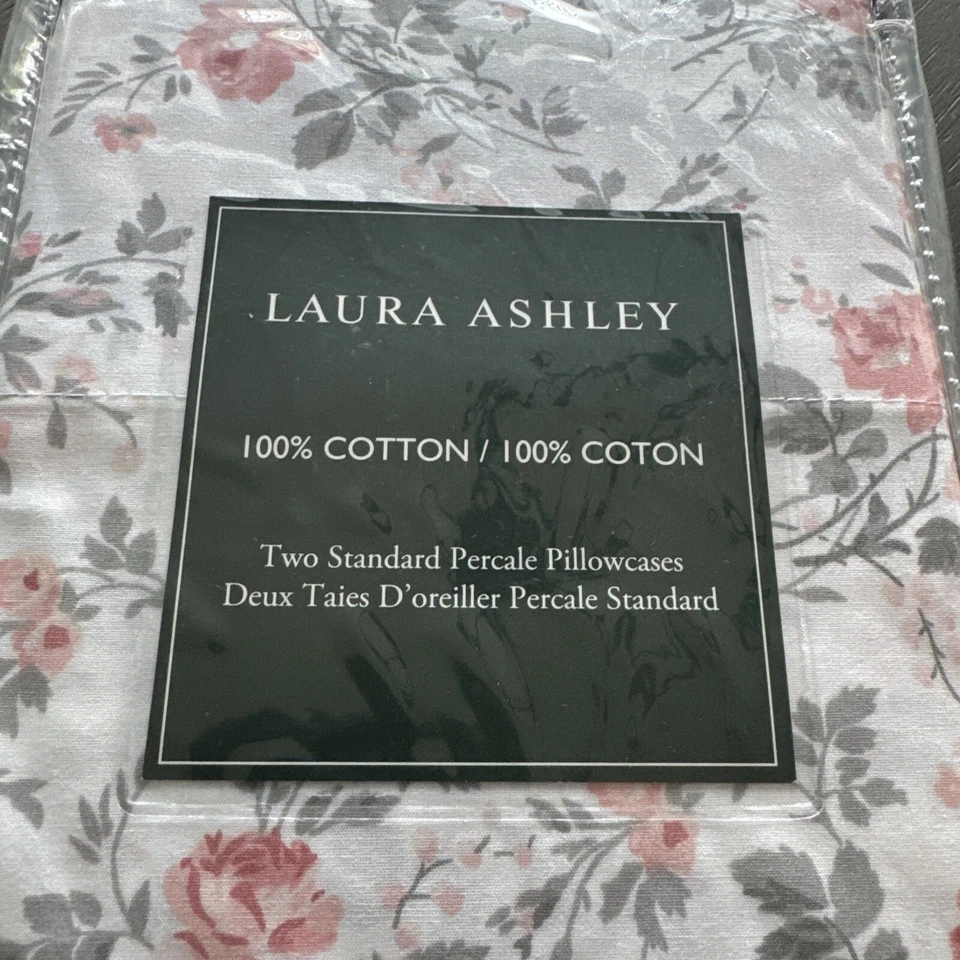 LAURA ASHLEY
100% COTTON / 100% COTON
Two Standard Percale Pillowcases
Deux Taies D’oreiller Percale Standard